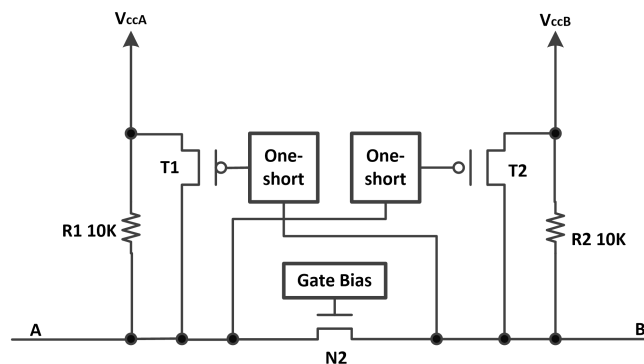 VccA
VccB
T1
One-
short
One-
short
T2
R1 10K
R2 10K
Gate Bias
A
B
N2